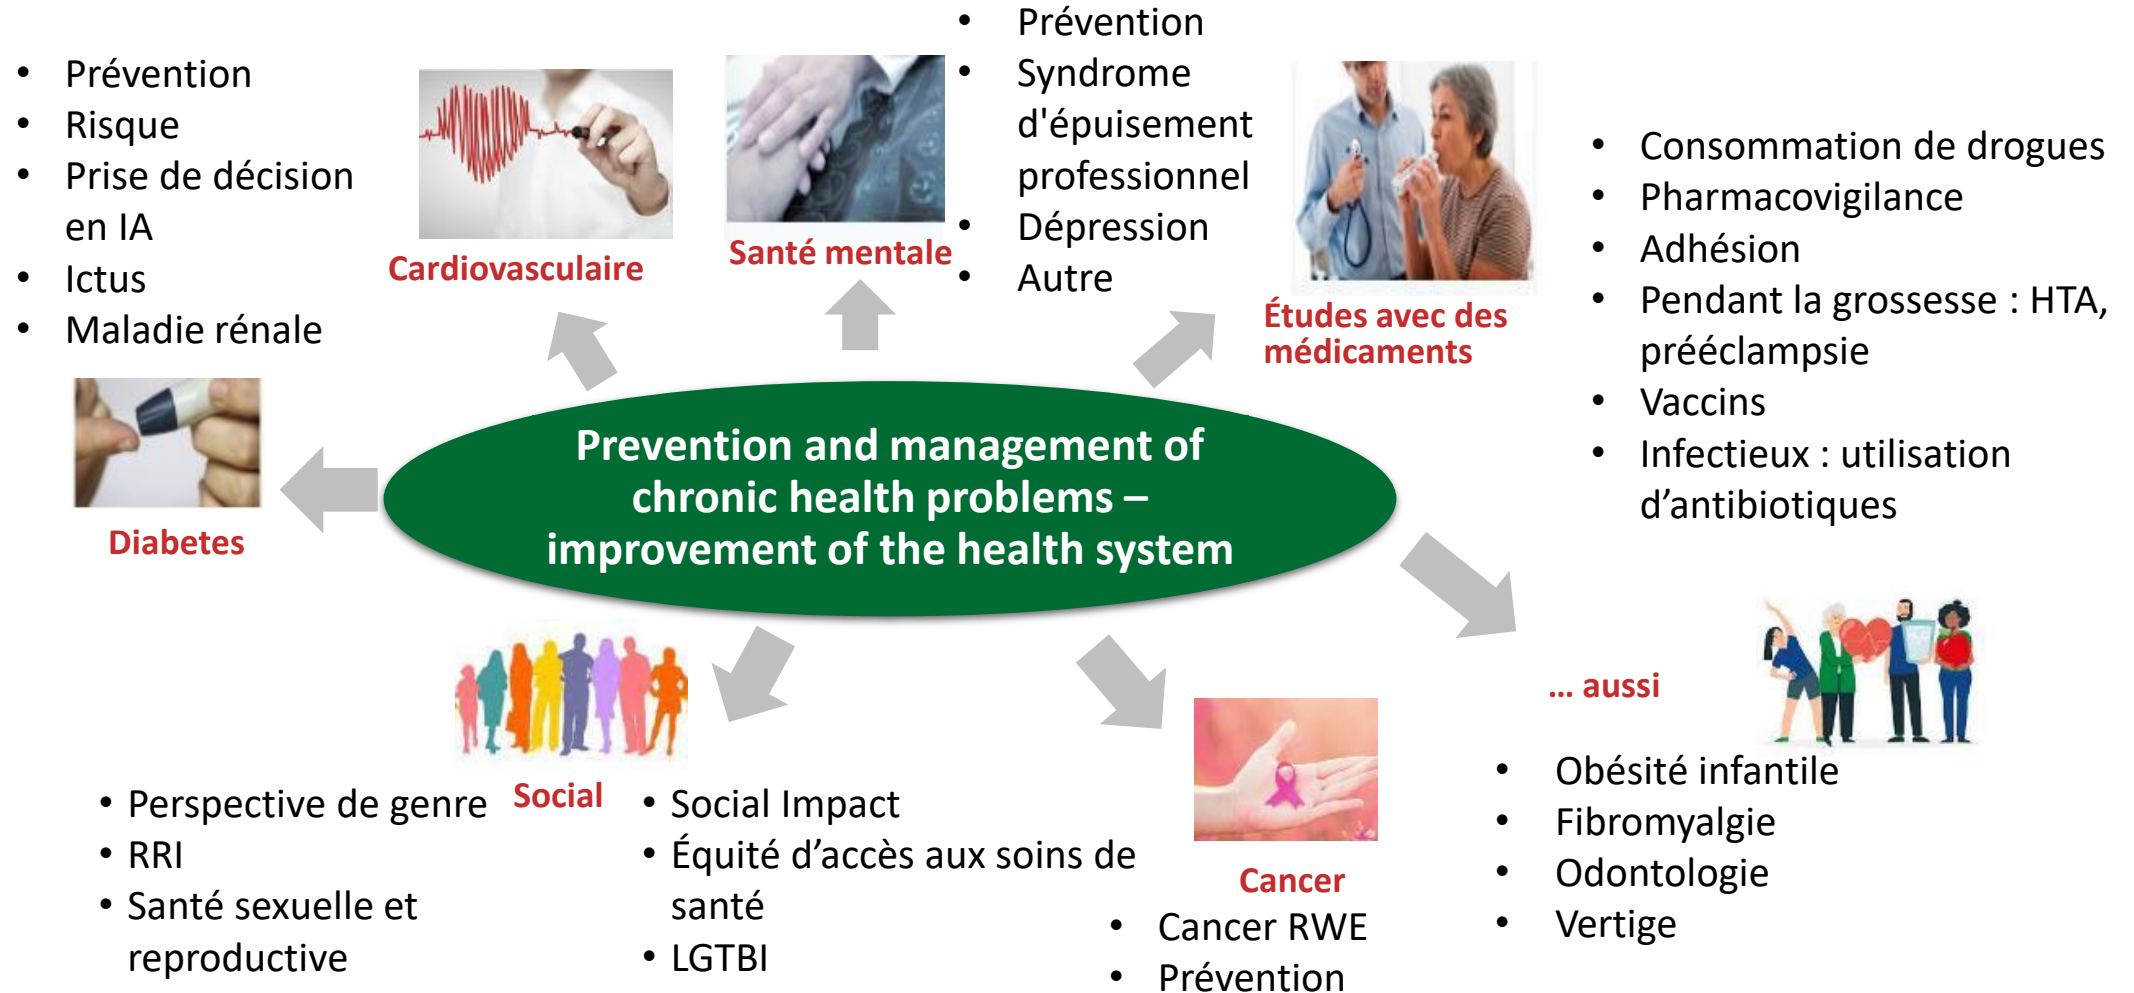 • Prévention
• Risque
• Prise de décision
en IA
• Ictus
• Maladie rénale
Cardiovasculaire
Santé mentale
• Prévention
• Syndrome
d'épuisement
professionnel
• Dépression
• Autre
Études avec des
médicaments
• Consommation de drogues
• Pharmacovigilance
• Adhésion
• Pendant la grossesse : HTA,
prééclampsie
• Vaccins
• Infectieux : utilisation
d’antibiotiques
Diabetes
Prevention and management of
chronic health problems –
improvement of the health system
Social
• Perspective de genre
• RRI
• Santé sexuelle et
reproductive
• Social Impact
• Équité d’accès aux soins de
santé
• LGTBI
Cancer
• Cancer RWE
• Prévention
... aussi
• Obésité infantile
• Fibromyalgie
• Odontologie
• Vertige